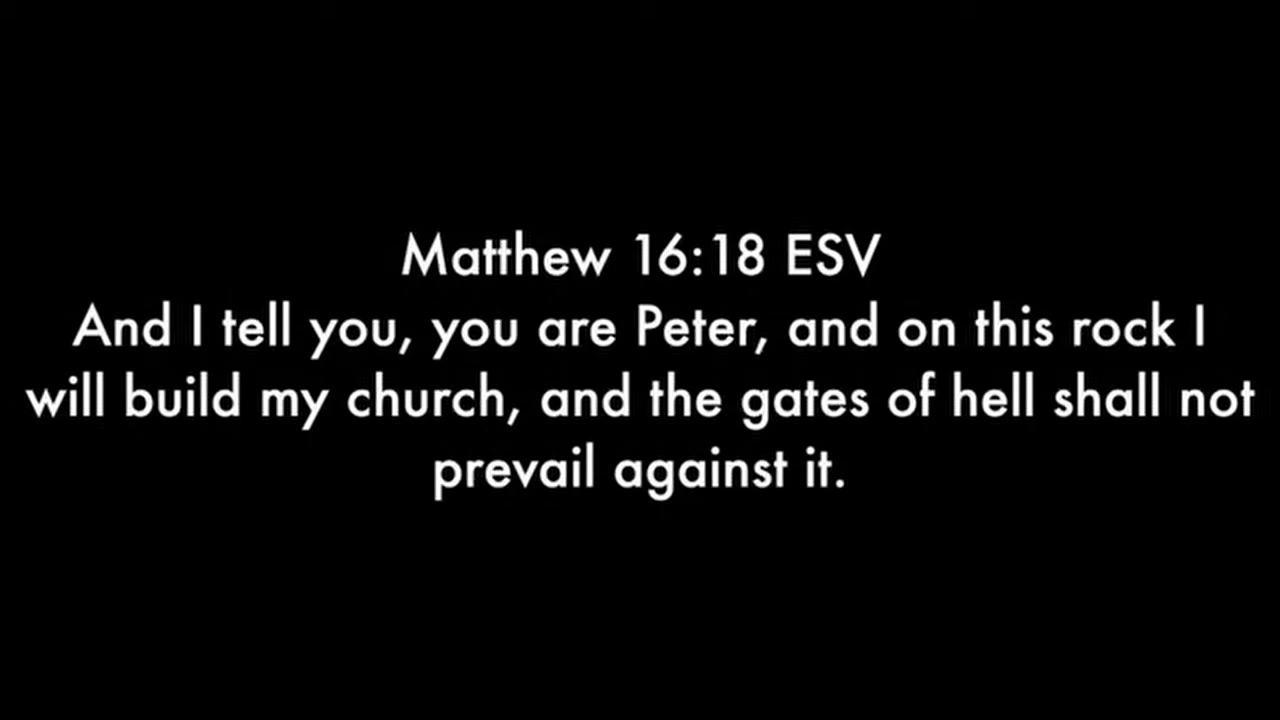 Matthew 16:18 ESV
And I tell you, you are Peter, and on this rock I
will build my church, and the gates of hell shall not
prevail against it.